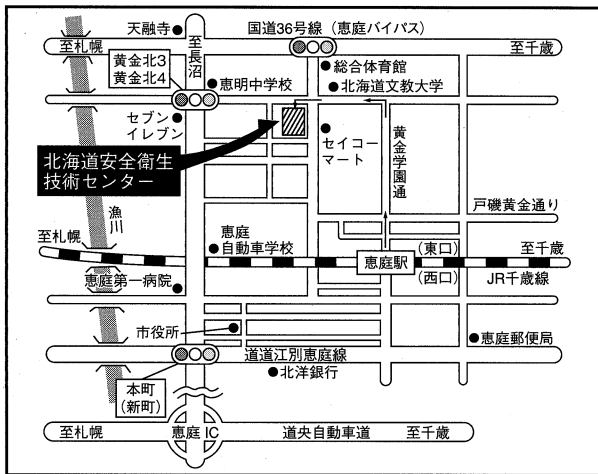 天融寺
国道36号線（恵庭バイパス）
至札幌
至長沼
至千歳
黄金北3
黄金北4
恵明中学校
総合体育館
北海道文教大学
セブン
イレブン
セイコー
マート
黄金学園通
北海道安全衛生
技術センター
漁川
戸磯黄金通り
至札幌
恵庭
自動車学校
恵庭駅
（東口）
（西口）
至千歳
JR千歳線
恵庭第一病院
市役所
恵庭郵便局
道道江別恵庭線
北洋銀行
本町
（新町）
至札幌
恵庭IC
道央自動車道
至千歳